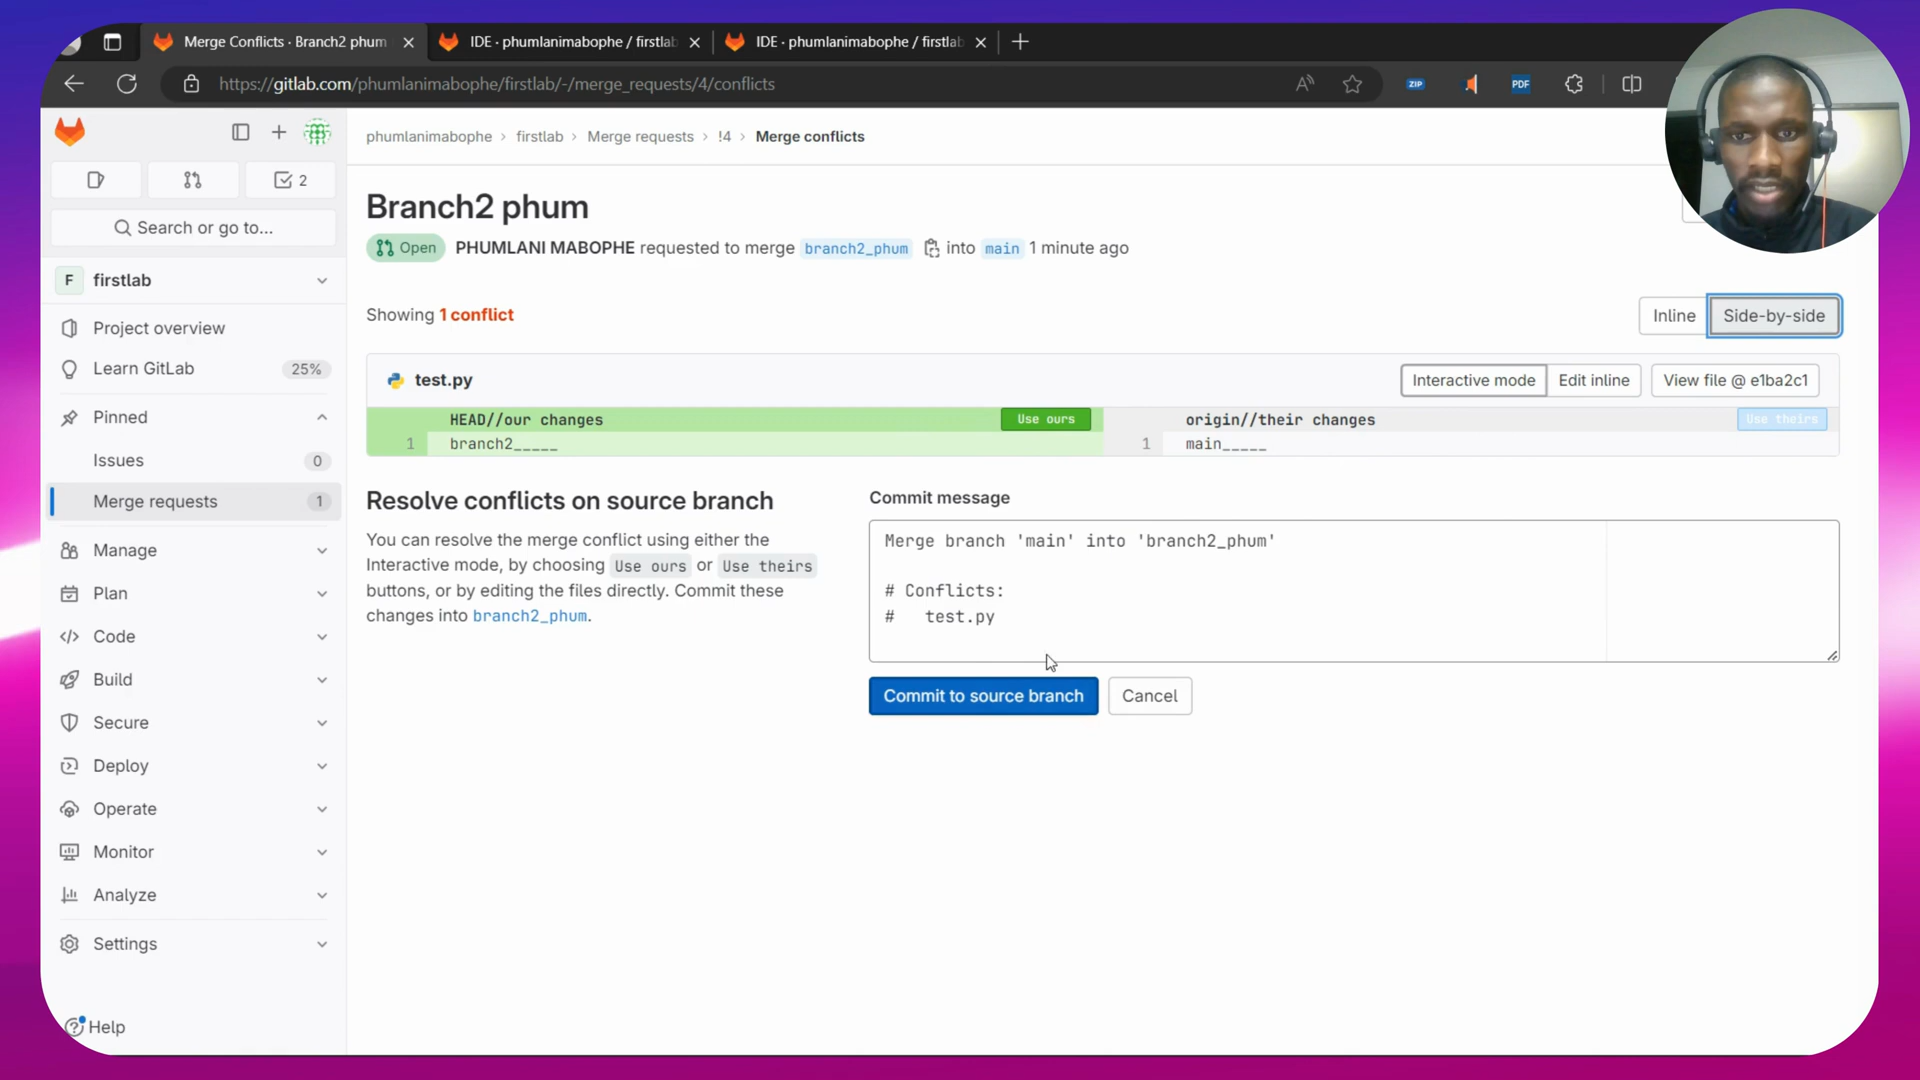 Merge Conflicts · Branch2 phum
IDE · phumlanimabophe / firstlab
IDE · phumlanimabophe / firstlab
https://gitlab.com/phumlanimabophe/firstlab/-/merge_requests/4/conflicts
A
ZIP
PDF
phumlanimabophe › firstlab › Merge requests › !4 › Merge conflicts
2
Search or go to...
F firstlab
Project overview
Learn GitLab 25%
Pinned
Issues 0
Merge requests 1
Manage
Plan
Code
Build
Secure
Deploy
Operate
Monitor
Analyze
Settings
Help
Branch2 phum
Open PHUMLANI MABOPHE requested to merge branch2_phum into main 1 minute ago
Showing 1 conflict
Inline Side-by-side
test.py
Interactive mode Edit inline View file @ e1ba2c1
HEAD//our changes Use ours origin//their changes Use theirs
1 branch2_____ 1 main_____
Resolve conflicts on source branch
You can resolve the merge conflict using either the
Interactive mode, by choosing Use ours or Use theirs
buttons, or by editing the files directly. Commit these
changes into branch2_phum.
Commit message
Merge branch 'main' into 'branch2_phum'
# Conflicts:
#   test.py
Commit to source branch Cancel